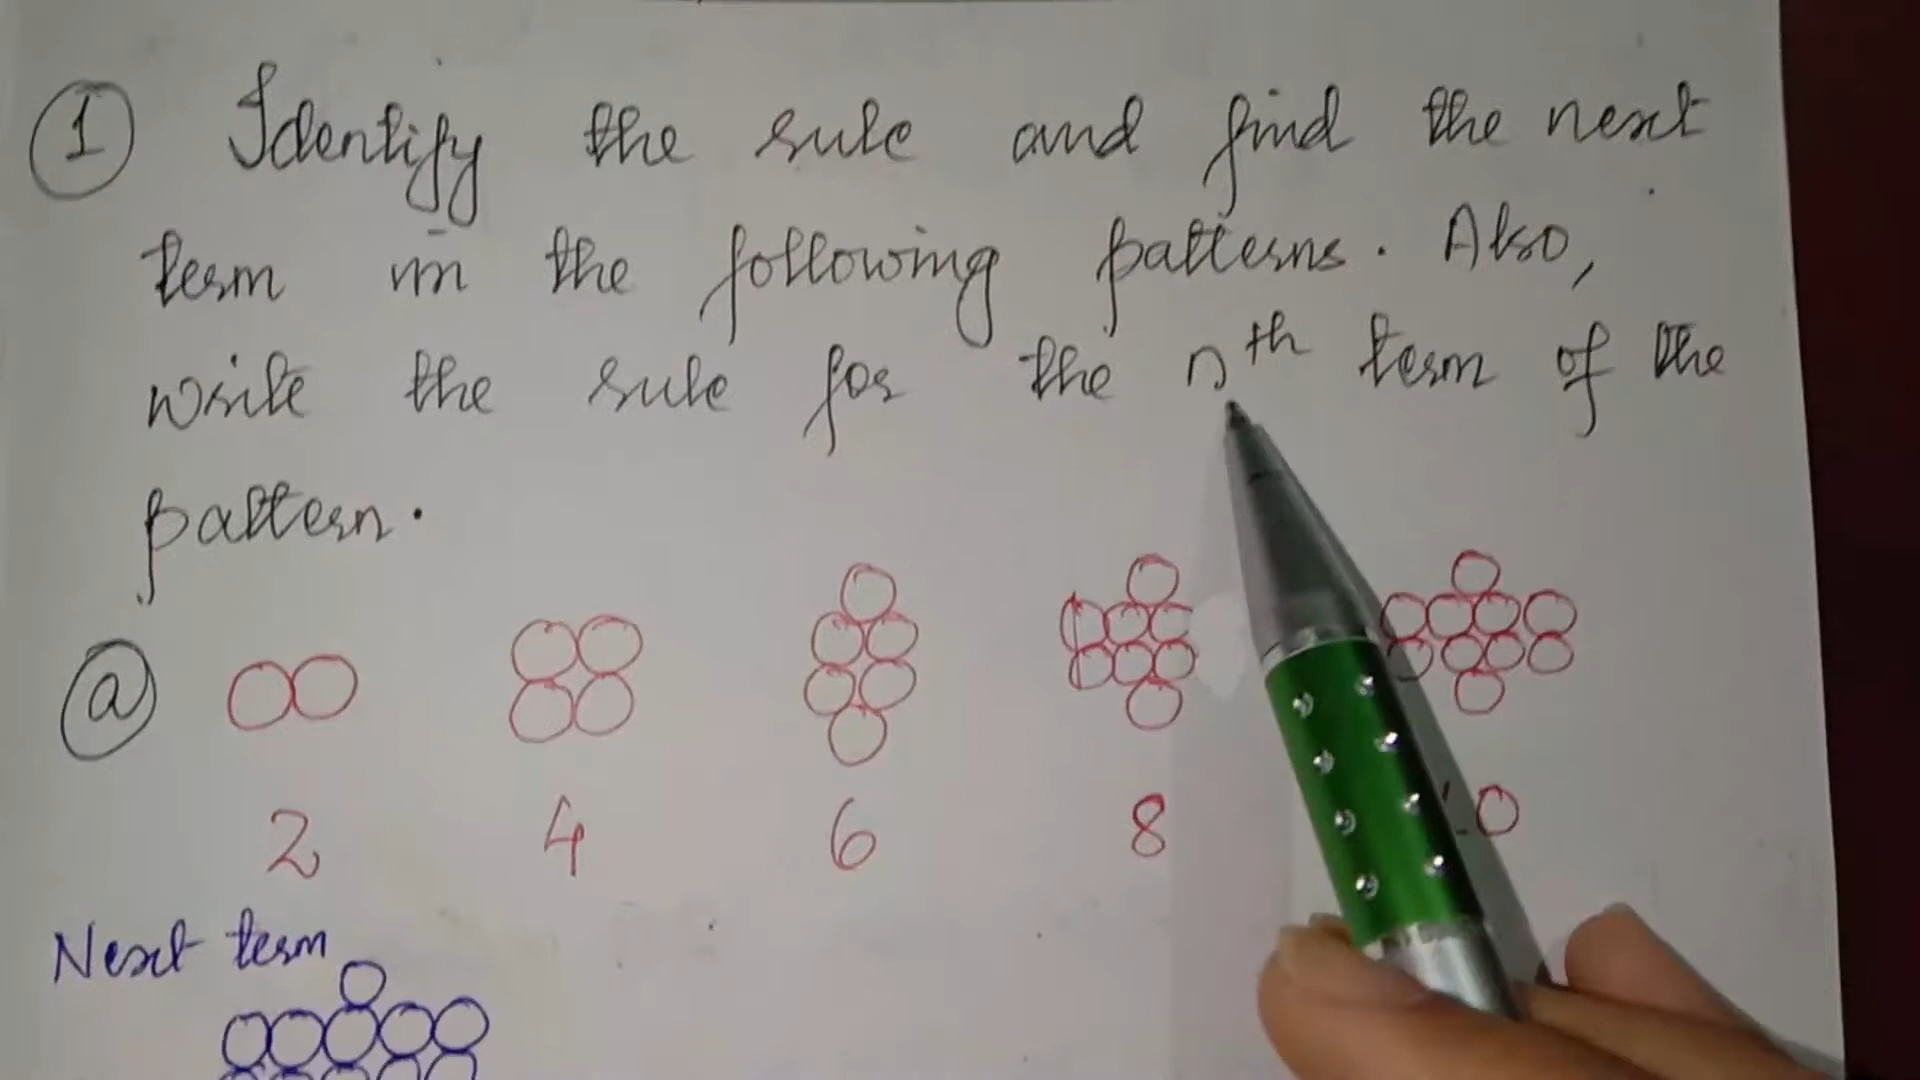 1 Identify the rule and find the next
term in the following patterns. Also,
write the rule for the nth term of the
pattern.
a
2 4 6 8 10
Next term